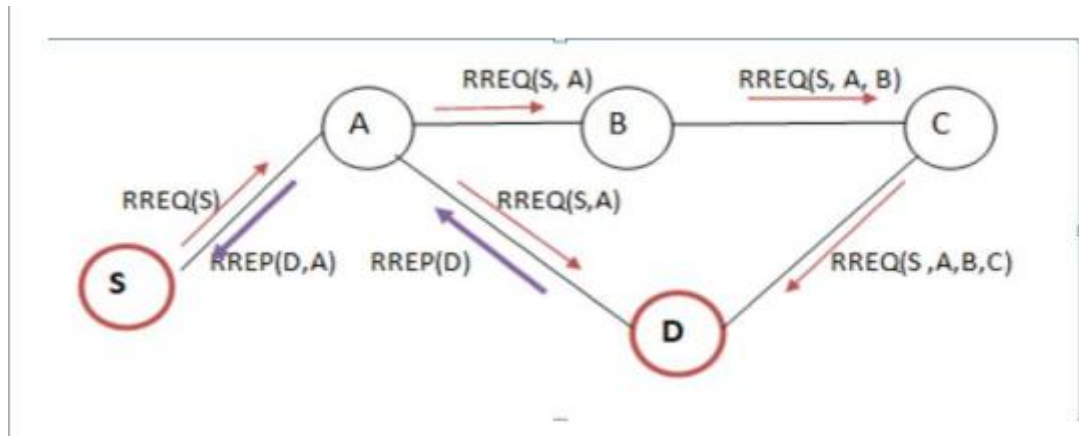 RREQ(S, A)
RREQ(S, A, B)
A
B
C
RREQ(S)
RREQ(S,A)
RREP(D,A)
RREP(D)
RREQ(S ,A,B,C)
S
D